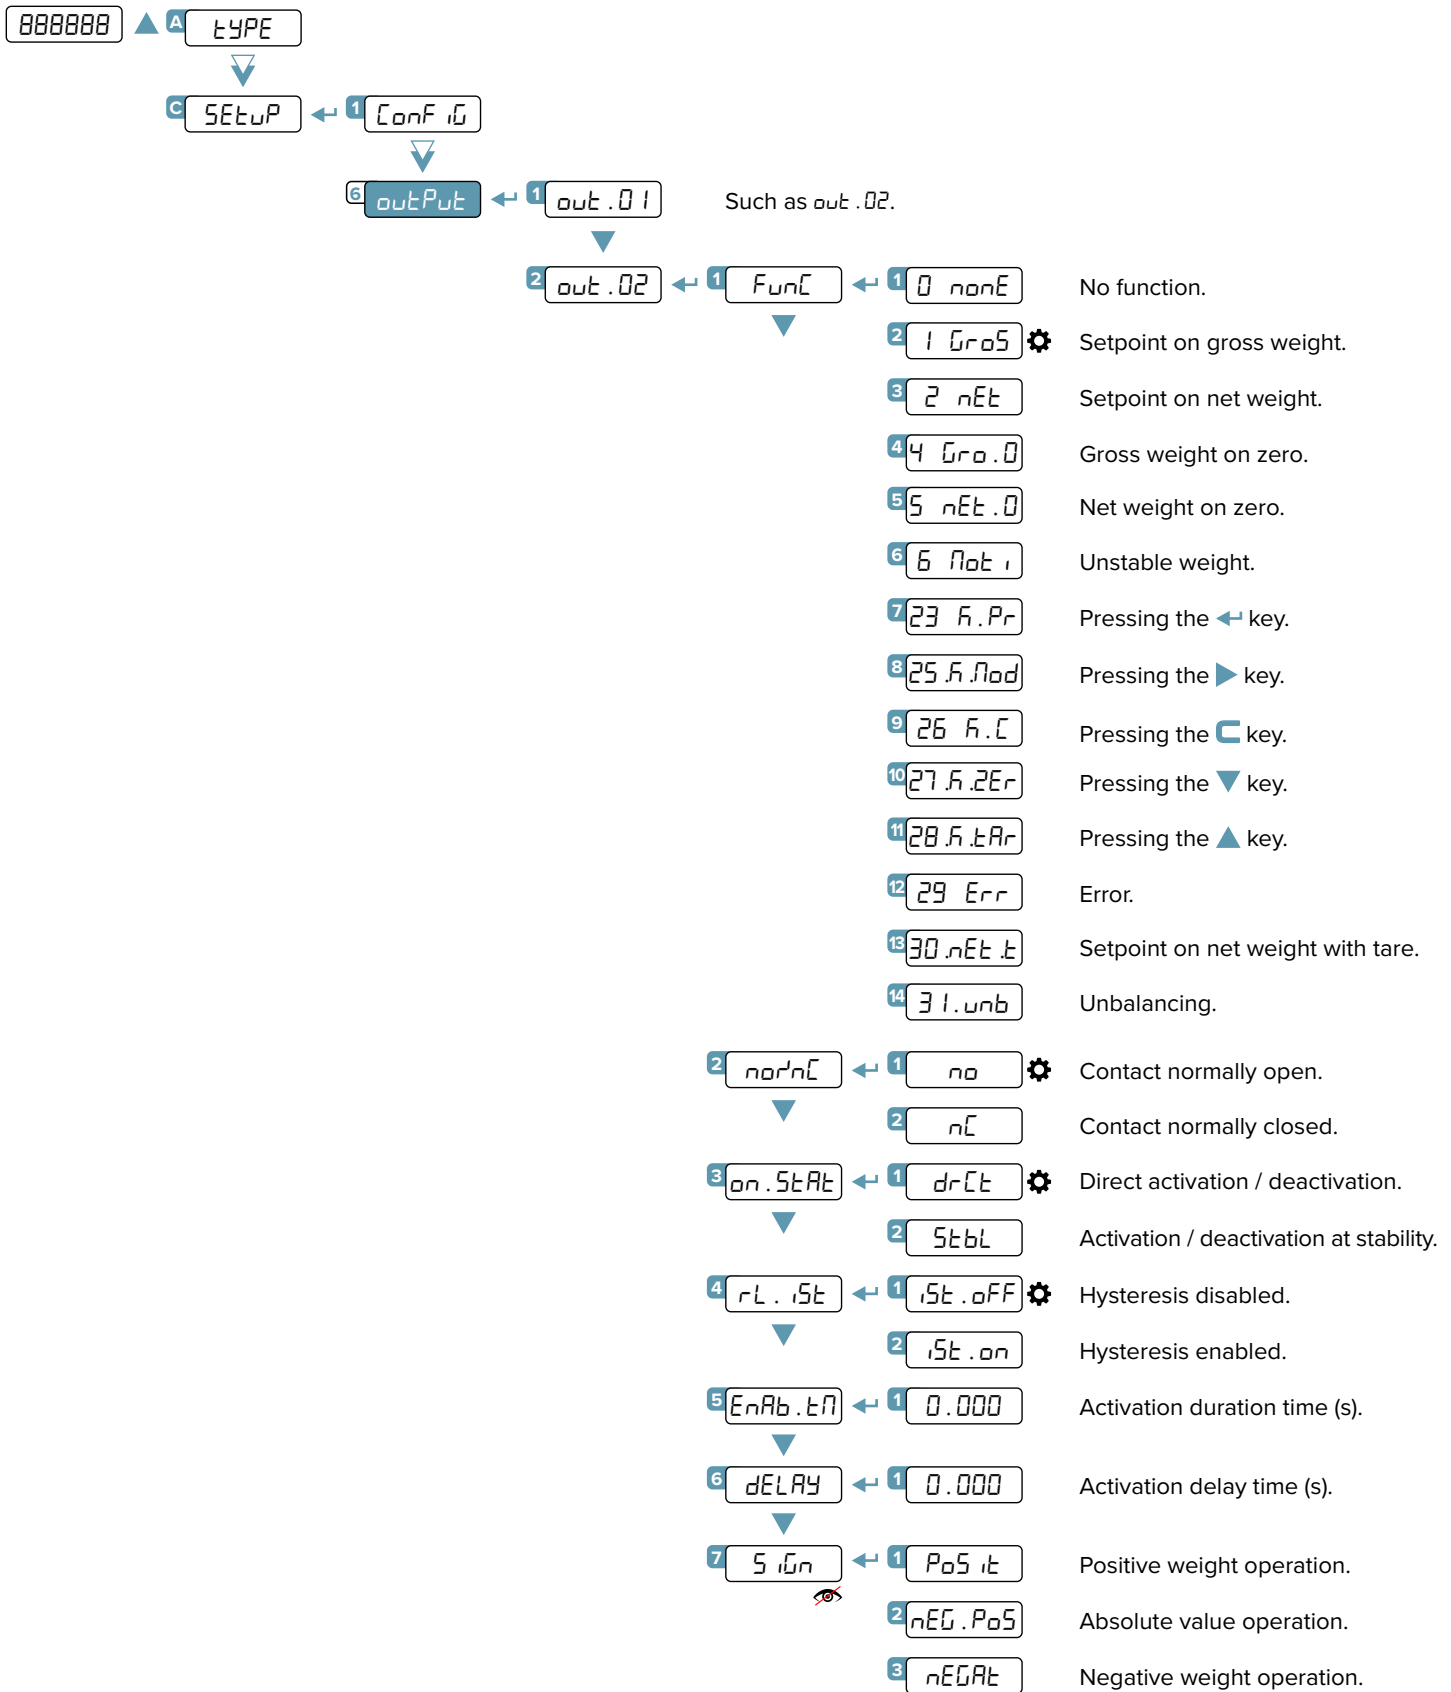 888888 A tYPE
C SEtuP 1 ConFiG
6 outPut 1 out.01 Such as out.02.
2 out.02 1 FunC 1 0 nonE No function.
2 1 GroS Setpoint on gross weight.
3 2 nEt Setpoint on net weight.
4 4 Gro.0 Gross weight on zero.
5 5 nEt.0 Net weight on zero.
6 6 Moti Unstable weight.
7 23 K.Pr Pressing the key.
8 25.K.Mod Pressing the key.
9 26 K.C Pressing the C key.
10 27.K.ZEr Pressing the key.
11 28.K.tAr Pressing the key.
12 29 Err Error.
13 30.nEt.t Setpoint on net weight with tare.
14 31.unb Unbalancing.
2 no/nC 1 no Contact normally open.
2 nC Contact normally closed.
3 on.StAt 1 drCt Direct activation / deactivation.
2 StbL Activation / deactivation at stability.
4 rL.iSt 1 iSt.oFF Hysteresis disabled.
2 iSt.on Hysteresis enabled.
5 EnAb.tM 1 0.000 Activation duration time (s).
6 dELAY 1 0.000 Activation delay time (s).
7 SiGn 1 PoSit Positive weight operation.
2 nEG.PoS Absolute value operation.
3 nEGAt Negative weight operation.